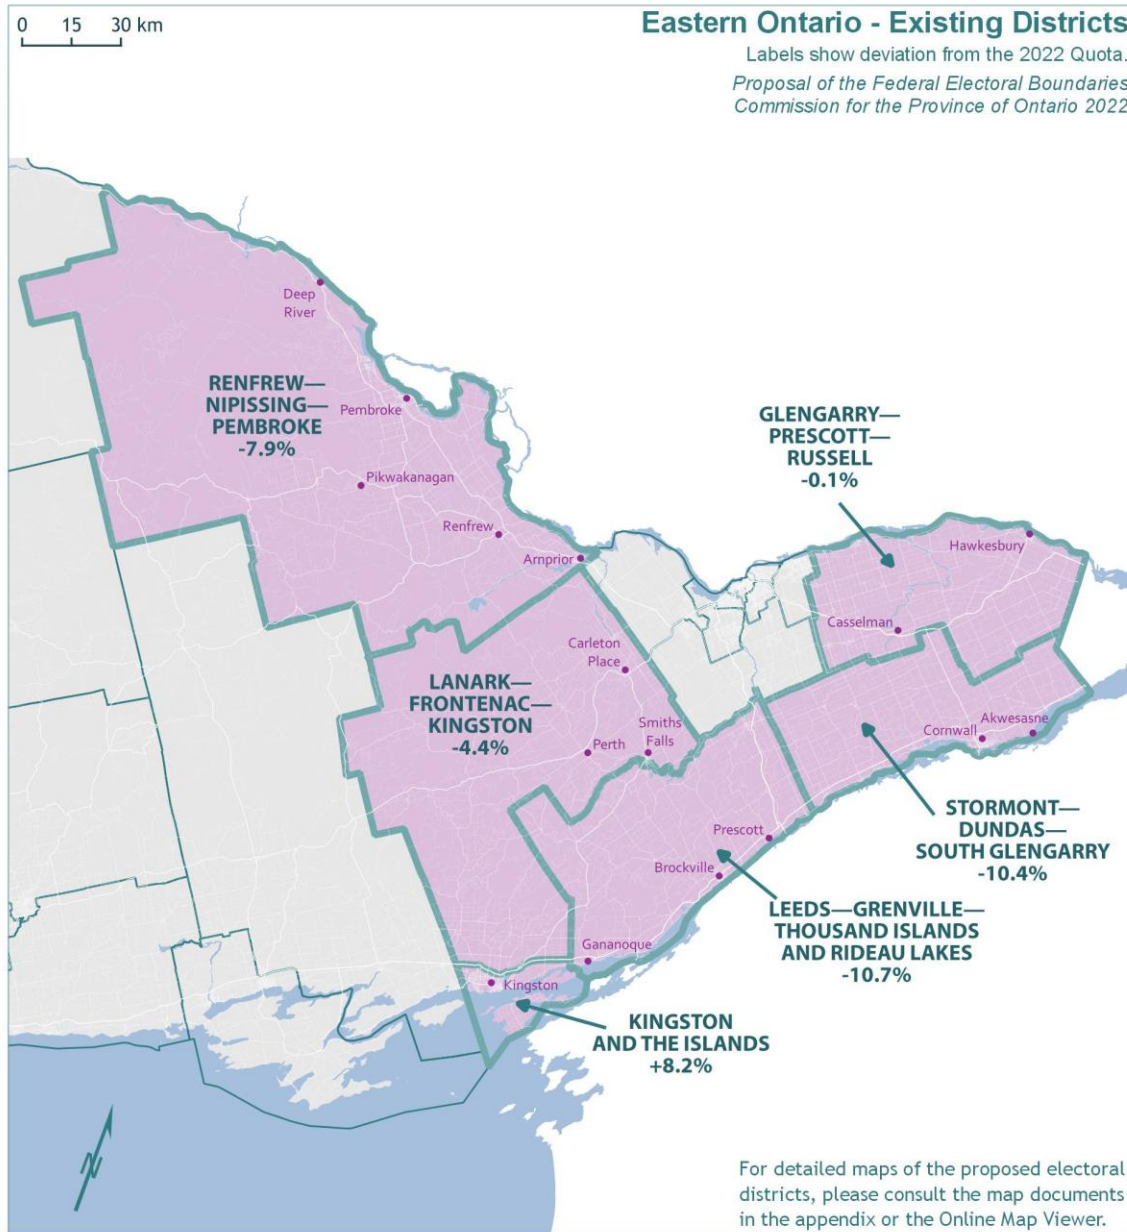 0 15 30 km
Eastern Ontario - Existing Districts
Labels show deviation from the 2022 Quota.
Proposal of the Federal Electoral Boundaries
Commission for the Province of Ontario 2022
Deep
River
RENFREW—
NIPISSING—
PEMBROKE
-7.9%
Pembroke
Pikwakanagan
Renfrew
Arnprior
GLENGARRY—
PRESCOTT—
RUSSELL
-0.1%
Hawkesbury
Casselman
Carleton
Place
LANARK—
FRONTENAC—
KINGSTON
-4.4%
Perth
Smiths
Falls
Cornwall
Akwesasne
STORMONT—
DUNDAS—
SOUTH GLENGARRY
-10.4%
Prescott
Brockville
LEEDS—GRENVILLE—
THOUSAND ISLANDS
AND RIDEAU LAKES
-10.7%
Gananoque
Kingston
KINGSTON
AND THE ISLANDS
+8.2%
N
For detailed maps of the proposed electoral
districts, please consult the map documents
in the appendix or the Online Map Viewer.